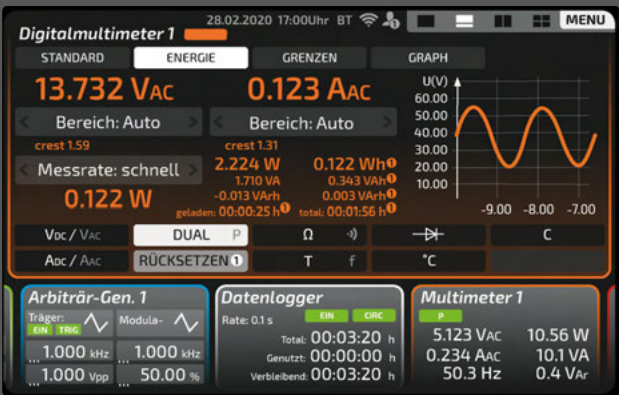 28.02.2020 17:00Uhr BT
MENU
Digitalmultimeter 1
STANDARD ENERGIE GRENZEN GRAPH
13.732 VAC 0.123 AAC
Bereich: Auto Bereich: Auto
crest 1.59 crest 1.31
Messrate: schnell
2.224 W 0.122 Wh
1.710 VA 0.343 VAh
0.122 W
-0.013 VArh 0.003 VArh
geladen: 00:00:25 h total: 00:01:56 h
U(V)
60.00
50.00
40.00
30.00
20.00
10.00
-9.00 -8.00 -7.00
VDC / VAC DUAL P Ω C
ADC / AAC RÜCKSETZEN 1 T f °C
Arbiträr-Gen. 1
Träger: Modula-
EIN TRIG
1.000 kHz 1.000 kHz
1.000 Vpp 50.00 %
Datenlogger
Rate: 0.1 s EIN CIRC
Total: 00:03:20 h
Genutzt: 00:00:00 h
Verbleibend: 00:03:20 h
Multimeter 1
P
5.123 VAC 10.56 W
0.234 AAC 10.1 VA
50.3 Hz 0.4 VAr